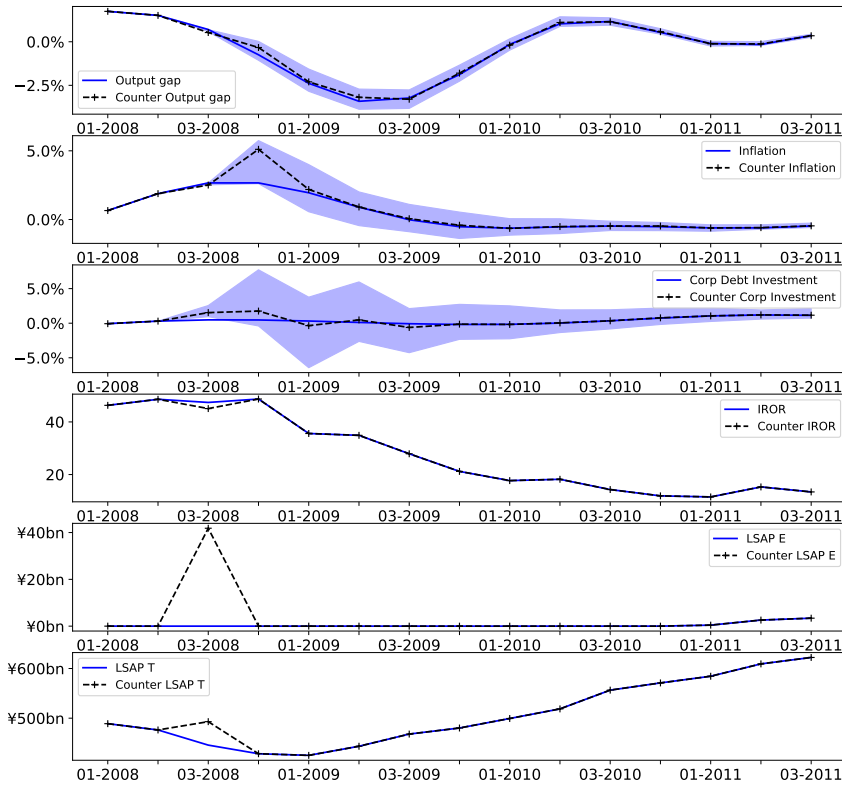 0.0%
−2.5%
Output gap
Counter Output gap
01-2008 03-2008 01-2009 03-2009 01-2010 03-2010 01-2011 03-2011
5.0%
0.0%
Inflation
Counter Inflation
01-2008 03-2008 01-2009 03-2009 01-2010 03-2010 01-2011 03-2011
5.0%
0.0%
−5.0%
Corp Debt Investment
Counter Corp Investment
01-2008 03-2008 01-2009 03-2009 01-2010 03-2010 01-2011 03-2011
40
20
IROR
Counter IROR
01-2008 03-2008 01-2009 03-2009 01-2010 03-2010 01-2011 03-2011
¥40bn
¥20bn
¥0bn
LSAP E
Counter LSAP E
01-2008 03-2008 01-2009 03-2009 01-2010 03-2010 01-2011 03-2011
¥600bn
¥500bn
LSAP T
Counter LSAP T
01-2008 03-2008 01-2009 03-2009 01-2010 03-2010 01-2011 03-2011